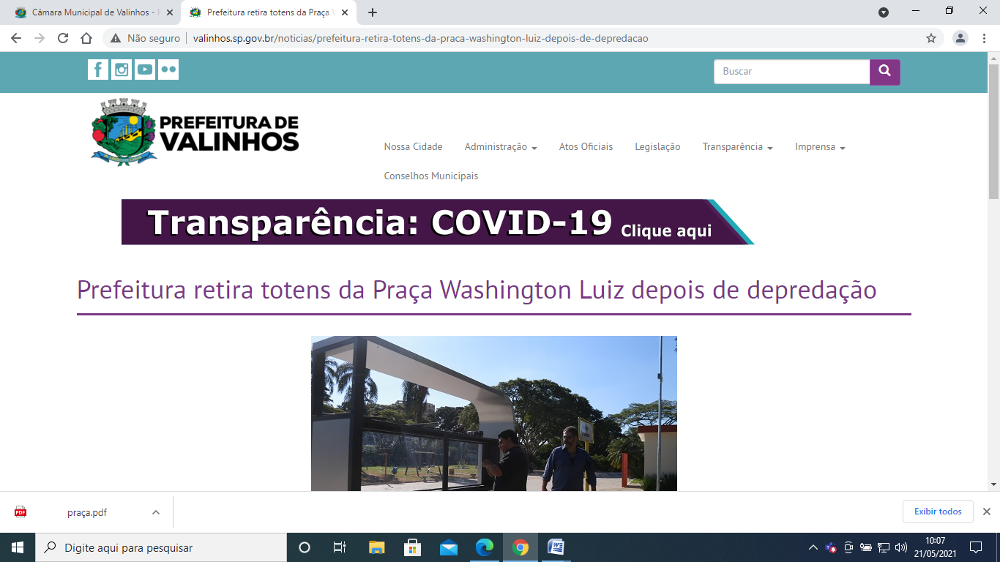 Câmara Municipal de Valinhos -
Prefeitura retira totens da Praça
Não seguro
valinhos.sp.gov.br/noticias/prefeitura-retira-totens-da-praca-washington-luiz-depois-de-depredacao
Buscar
PREFEITURA DE
VALINHOS
Nossa Cidade Administração Atos Oficiais Legislação Transparência Imprensa
Conselhos Municipais
Transparência: COVID-19 Clique aqui
Prefeitura retira totens da Praça Washington Luiz depois de depredação
PDF praça.pdf
Exibir todos
Digite aqui para pesquisar
10:07
21/05/2021